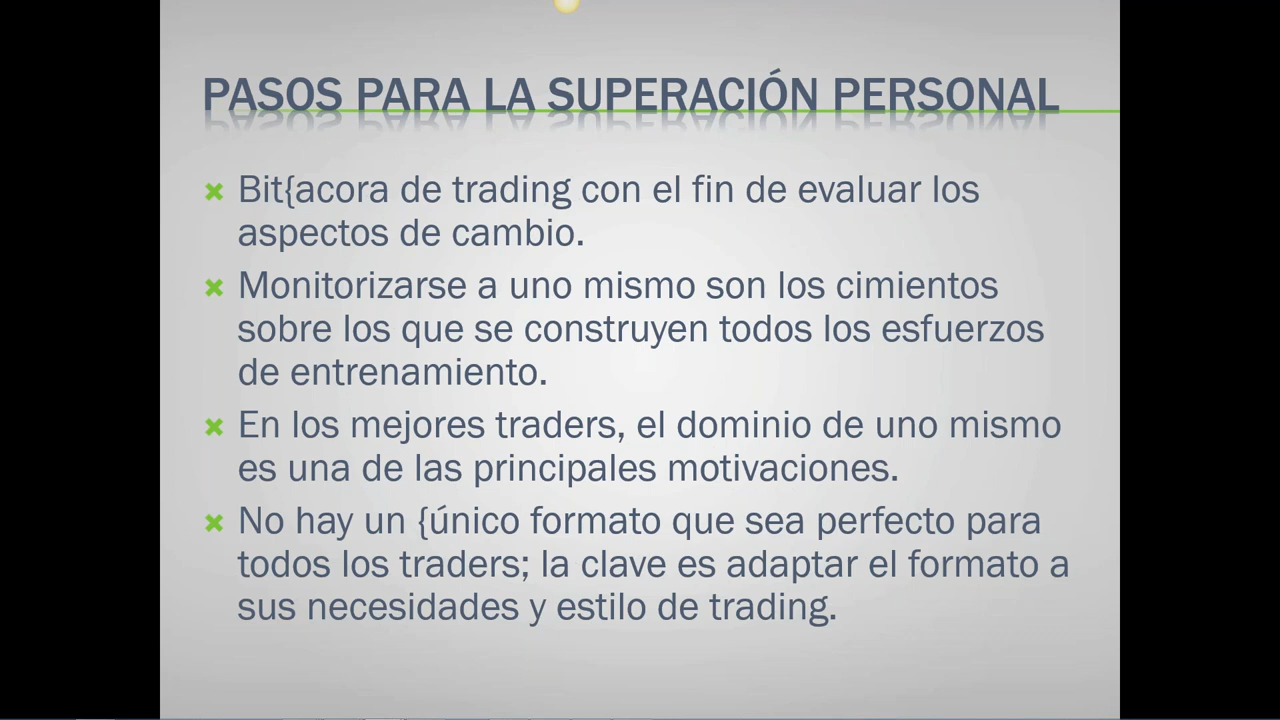 PASOS PARA LA SUPERACIÓN PERSONAL
Bit{acora de trading con el fin de evaluar los
aspectos de cambio.
Monitorizarse a uno mismo son los cimientos
sobre los que se construyen todos los esfuerzos
de entrenamiento.
En los mejores traders, el dominio de uno mismo
es una de las principales motivaciones.
No hay un {único formato que sea perfecto para
todos los traders; la clave es adaptar el formato a
sus necesidades y estilo de trading.